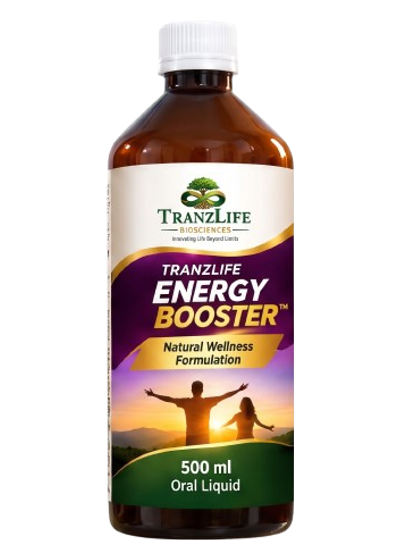 TRANZLIFE
BIOSCIENCES
Innovating Life Beyond Limits
TRANZLIFE
ENERGY
BOOSTER™
Natural Wellness
Formulation
500 ml
Oral Liquid